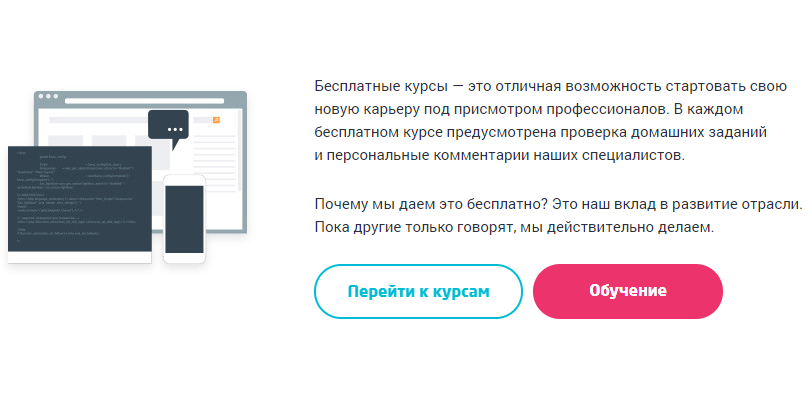 Бесплатные курсы — это отличная возможность стартовать свою
новую карьеру под присмотром профессионалов. В каждом
бесплатном курсе предусмотрена проверка домашних заданий
и персональные комментарии наших специалистов.
Почему мы даем это бесплатно? Это наш вклад в развитие отрасли.
Пока другие только говорят, мы действительно делаем.
Перейти к курсам
Обучение